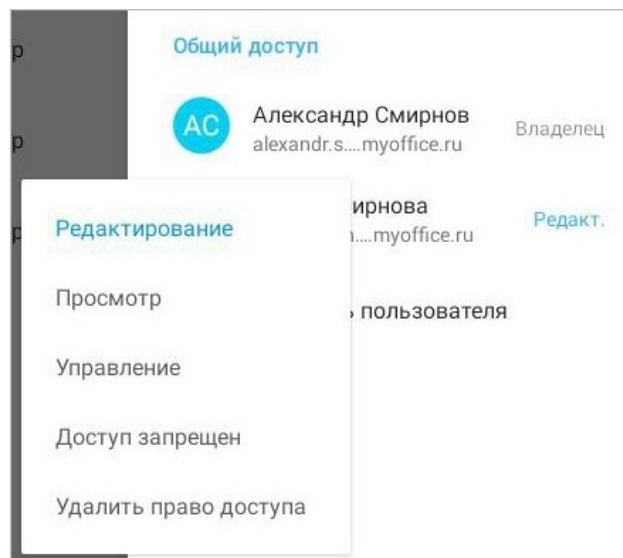 Общий доступ
р
АС
Александр Смирнов
Владелец
alexandr.s....myoffice.ru
р
ирнова
Редакт.
....myoffice.ru
р
пользователя
Редактирование
Просмотр
Управление
Доступ запрещен
Удалить право доступа